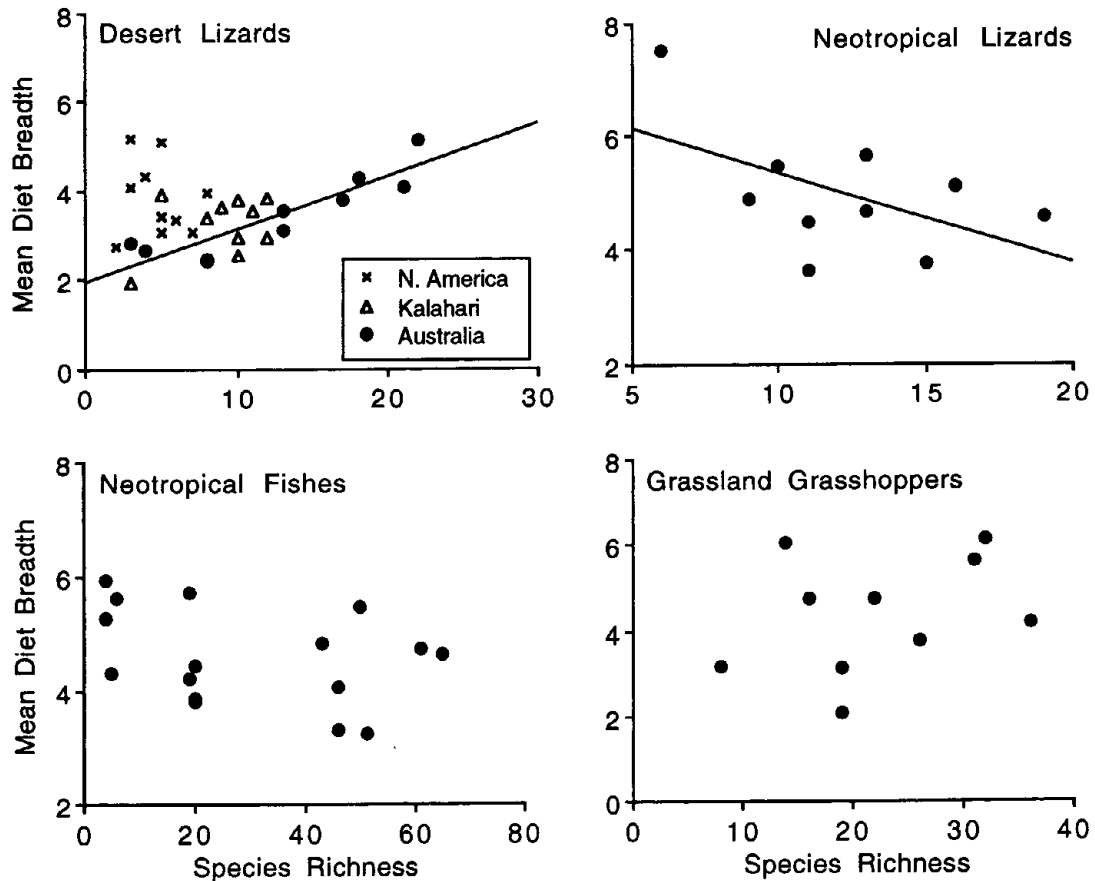 Desert Lizards
Mean Diet Breadth
8
6
4
2
0
0 10 20 30
× N. America
Δ Kalahari
● Australia
Neotropical Lizards
8
6
4
2
5 10 15 20
Neotropical Fishes
Mean Diet Breadth
8
6
4
2
0 20 40 60 80
Species Richness
Grassland Grasshoppers
8
6
4
2
0
0 10 20 30 40
Species Richness